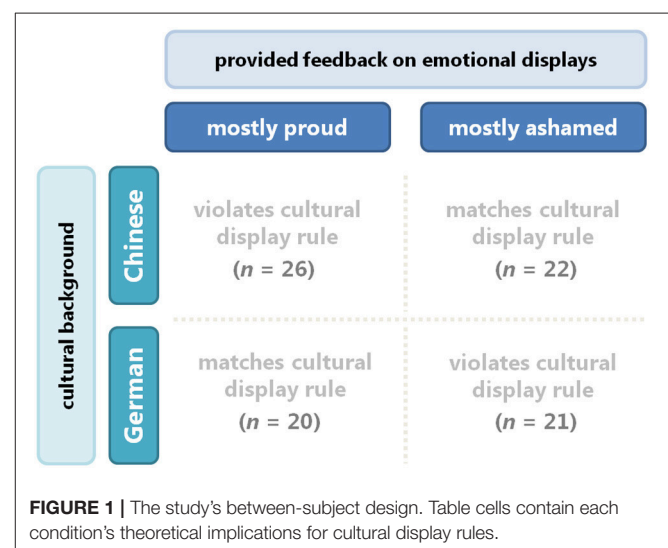 provided feedback on emotional displays
mostly proud
mostly ashamed
cultural background
Chinese
violates cultural
display rule
(n = 26)
matches cultural
display rule
(n = 22)
German
matches cultural
display rule
(n = 20)
violates cultural
display rule
(n = 21)
FIGURE 1 | The study's between-subject design. Table cells contain each
condition's theoretical implications for cultural display rules.